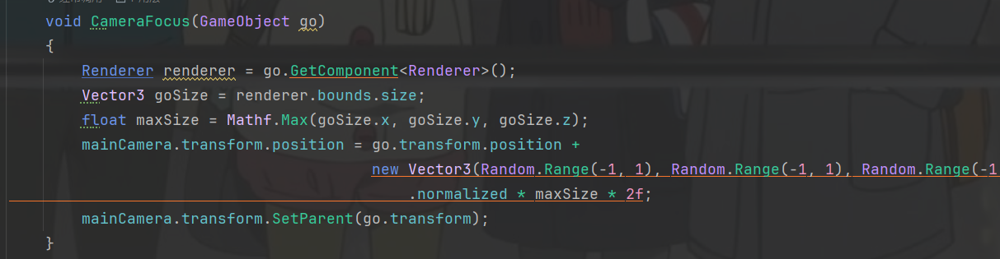 void CameraFocus(GameObject go)
{
Renderer renderer = go.GetComponent<Renderer>();
Vector3 goSize = renderer.bounds.size;
float maxSize = Mathf.Max(goSize.x, goSize.y, goSize.z);
mainCamera.transform.position = go.transform.position +
new Vector3(Random.Range(-1, 1), Random.Range(-1, 1), Random.Range(-1
.normalized * maxSize * 2f;
mainCamera.transform.SetParent(go.transform);
}